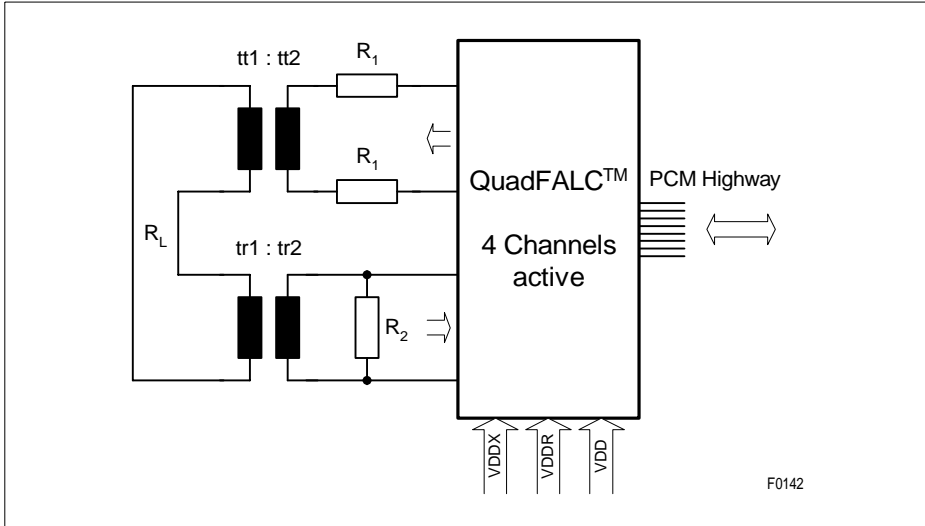 tt1 : tt2
R1
R1
QuadFALC™
PCM Highway
4 Channels
active
RL
tr1 : tr2
R2
VDDX
VDDR
VDD
F0142